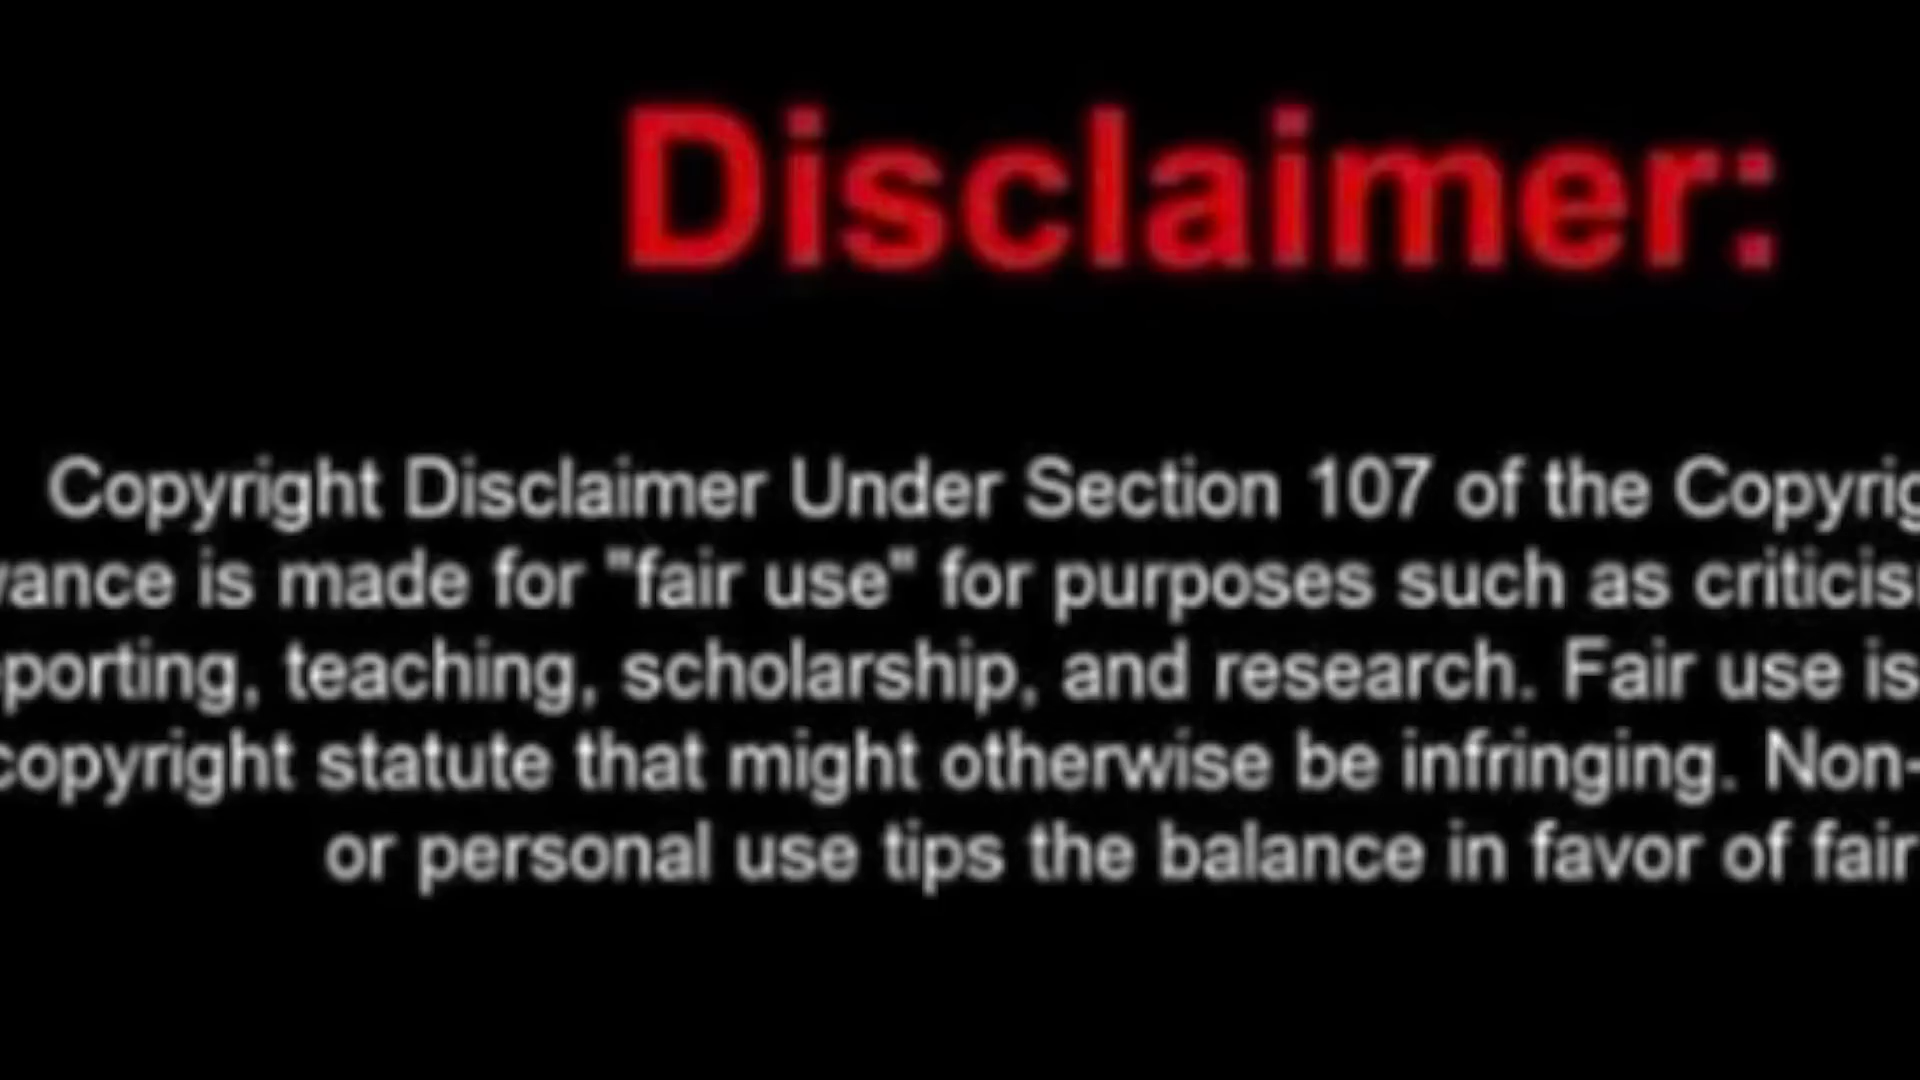 Disclaimer:
Copyright Disclaimer Under Section 107 of the Copyrig
vance is made for "fair use" for purposes such as criticis
porting, teaching, scholarship, and research. Fair use is
copyright statute that might otherwise be infringing. Non-
or personal use tips the balance in favor of fair